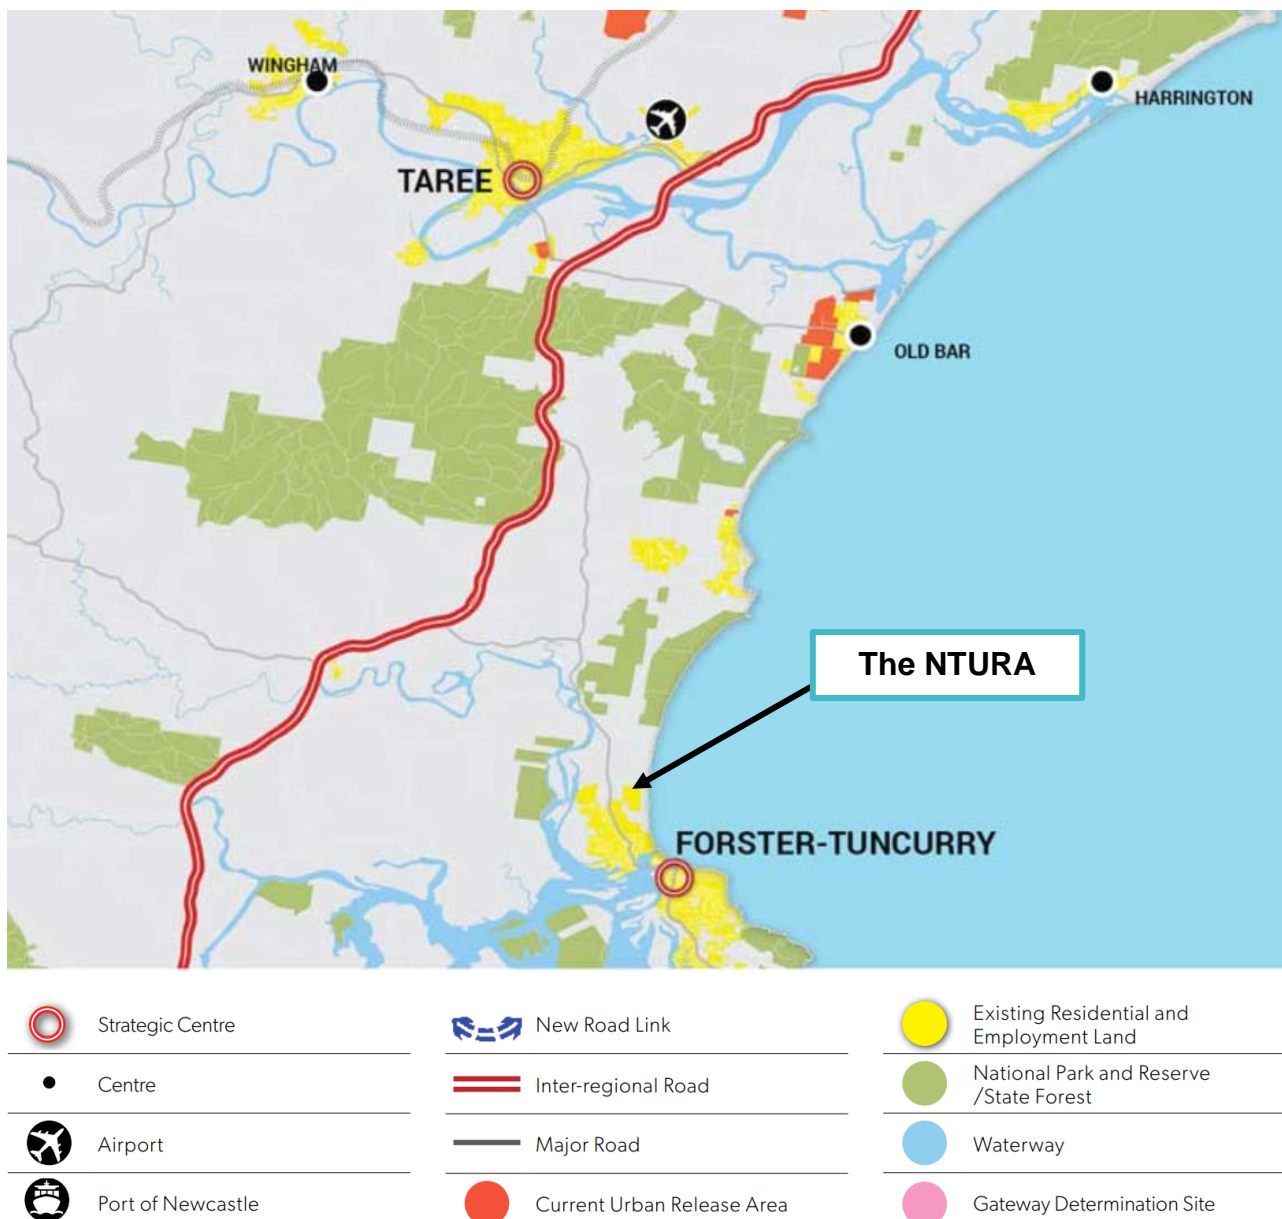 WINGHAM
HARRINGTON
TAREE
OLD BAR
The NTURA
FORSTER-TUNCURRY
Strategic Centre
New Road Link
Existing Residential and
Employment Land
Centre
Inter-regional Road
National Park and Reserve
/State Forest
Airport
Major Road
Waterway
Port of Newcastle
Current Urban Release Area
Gateway Determination Site